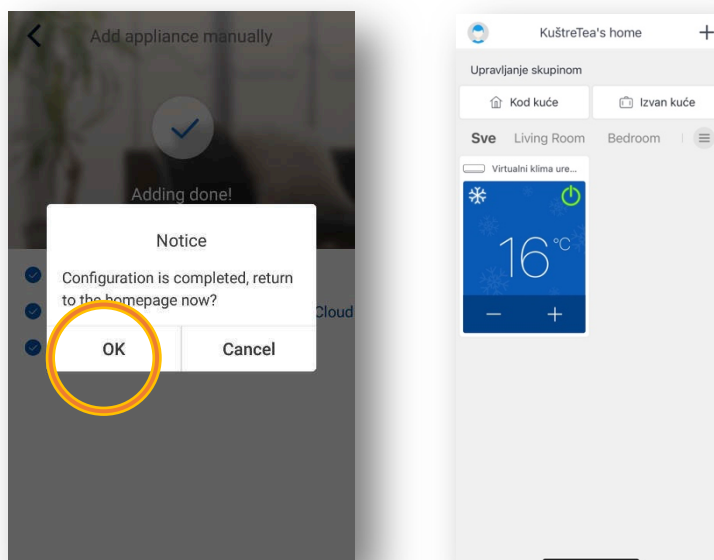 Add appliance manually
Adding done!
Notice
Configuration is completed, return
to the homepage now?
Cloud
OK
Cancel
KuštreTea's home
+
Upravljanje skupinom
Kod kuće
Izvan kuće
Sve
Living Room
Bedroom
Virtualni klima ure...
16 °C
− +